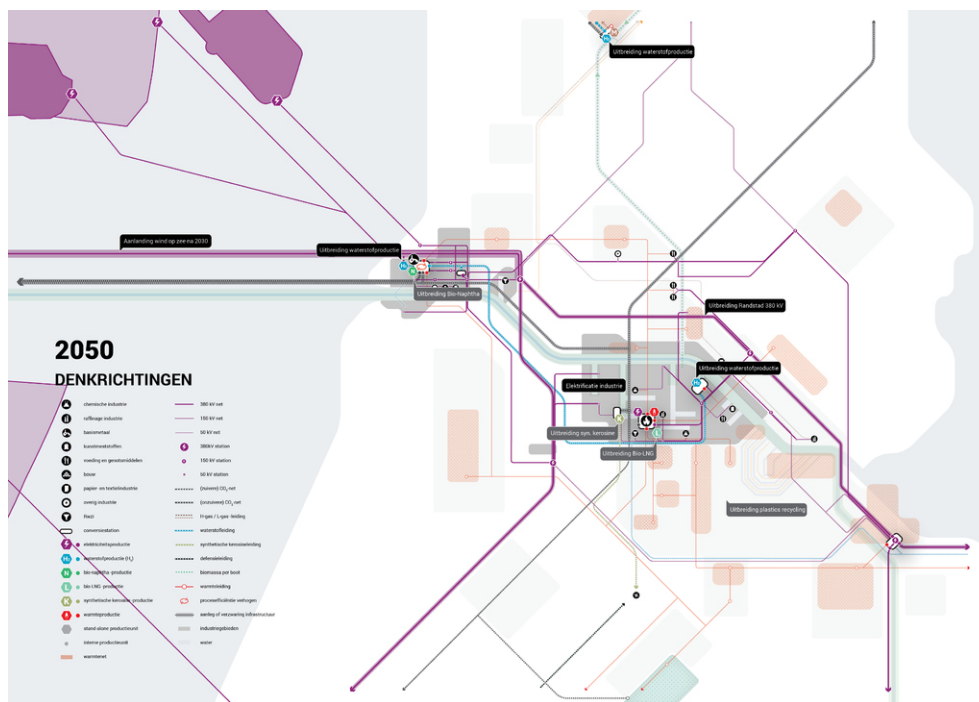 Uitbreiding waterstofproductie
Aanlanding wind op zee na 2030
Uitbreiding waterstofproductie
Uitbreiding Bio-Naphtha
Uitbreiding Randstad 380 kV
Uitbreiding waterstofproductie
Elektrificatie industrie
Uitbreiding syn. kerosine
Uitbreiding Bio-LNG
Uitbreiding plastics recycling
2050
DENKRICHTINGEN
chemische industrie
raffinage industrie
basismetaal
kunstmeststoffen
voeding en genotsmiddelen
bouw
papier- en textielindustrie
overig industrie
conversiestation
elektriciteitsproductie
waterstofproductie (H2)
bio-naphtha -productie
bio-LNG -productie
synthetische kerosine -productie
warmteproductie
stand-alone productieunit
interne productieunit
warmtenet
380 kV net
150 kV net
50 kV net
380kV station
150 kV station
50 kV station
(zuivere) CO2-net
(onzuivere) CO2-net
H-gas / L-gas -leiding
waterstofleiding
synthetische kerosineleiding
defensieleiding
biomassa per boot
warmteleiding
procesefficiëntie verhogen
aanleg of verzwaring infrastructuur
industriegebieden
water